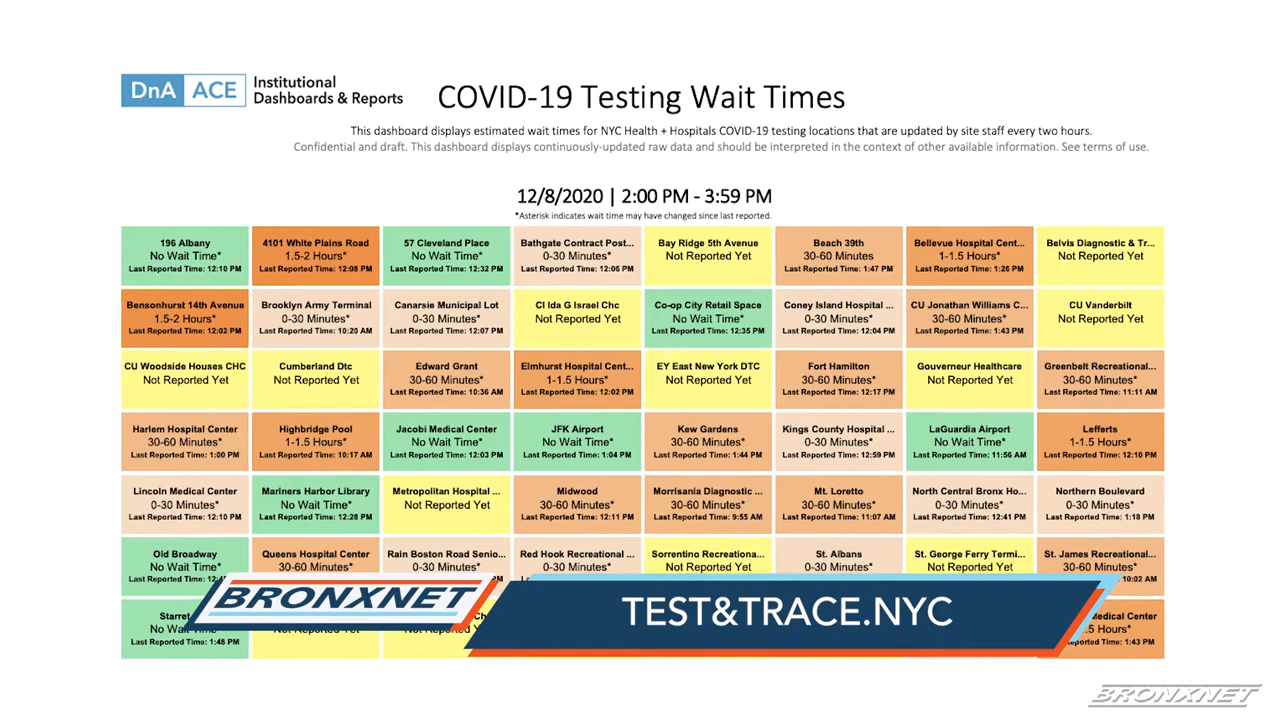 DnA ACE Institutional
Dashboards & Reports
COVID-19 Testing Wait Times
This dashboard displays estimated wait times for NYC Health + Hospitals COVID-19 testing locations that are updated by site staff every two hours.
Confidential and draft. This dashboard displays continuously-updated raw data and should be interpreted in the context of other available information. See terms of use.
12/8/2020 | 2:00 PM - 3:59 PM
*Asterisk indicates wait time may have changed since last reported.
196 Albany
No Wait Time*
Last Reported Time: 12:10 PM
4101 White Plains Road
1.5-2 Hours*
Last Reported Time: 12:08 PM
57 Cleveland Place
No Wait Time*
Last Reported Time: 12:32 PM
Bathgate Contract Post...
0-30 Minutes*
Last Reported Time: 12:06 PM
Bay Ridge 5th Avenue
Not Reported Yet
Beach 39th
30-60 Minutes
Last Reported Time: 1:47 PM
Bellevue Hospital Cent...
1-1.5 Hours*
Last Reported Time: 1:26 PM
Belvis Diagnostic & Tr...
Not Reported Yet
Bensonhurst 14th Avenue
1.5-2 Hours*
Last Reported Time: 12:02 PM
Brooklyn Army Terminal
0-30 Minutes*
Last Reported Time: 10:20 AM
Canarsie Municipal Lot
0-30 Minutes*
Last Reported Time: 12:07 PM
CI Ida G Israel Chc
Not Reported Yet
Co-op City Retail Space
No Wait Time*
Last Reported Time: 12:35 PM
Coney Island Hospital ...
0-30 Minutes*
Last Reported Time: 12:04 PM
CU Jonathan Williams C...
30-60 Minutes*
Last Reported Time: 1:43 PM
CU Vanderbilt
Not Reported Yet
CU Woodside Houses CHC
Not Reported Yet
Cumberland Dtc
Not Reported Yet
Edward Grant
30-60 Minutes*
Last Reported Time: 10:36 AM
Elmhurst Hospital Cent...
1-1.5 Hours*
Last Reported Time: 12:02 PM
EY East New York DTC
Not Reported Yet
Fort Hamilton
30-60 Minutes*
Last Reported Time: 12:17 PM
Gouverneur Healthcare
Not Reported Yet
Greenbelt Recreational...
30-60 Minutes*
Last Reported Time: 11:11 AM
Harlem Hospital Center
30-60 Minutes*
Last Reported Time: 1:00 PM
Highbridge Pool
1-1.5 Hours*
Last Reported Time: 10:17 AM
Jacobi Medical Center
No Wait Time*
Last Reported Time: 12:03 PM
JFK Airport
No Wait Time*
Last Reported Time: 1:04 PM
Kew Gardens
30-60 Minutes*
Last Reported Time: 1:44 PM
Kings County Hospital ...
0-30 Minutes*
Last Reported Time: 12:59 PM
LaGuardia Airport
No Wait Time*
Last Reported Time: 11:56 AM
Lefferts
1-1.5 Hours*
Last Reported Time: 12:10 PM
Lincoln Medical Center
0-30 Minutes*
Last Reported Time: 12:10 PM
Mariners Harbor Library
No Wait Time*
Last Reported Time: 12:28 PM
Metropolitan Hospital ...
Not Reported Yet
Midwood
30-60 Minutes*
Last Reported Time: 12:11 PM
Morrisania Diagnostic ...
30-60 Minutes*
Last Reported Time: 9:55 AM
Mt. Loretto
30-60 Minutes*
Last Reported Time: 11:07 AM
North Central Bronx Ho...
0-30 Minutes*
Last Reported Time: 12:41 PM
Northern Boulevard
0-30 Minutes*
Last Reported Time: 1:18 PM
Old Broadway
No Wait Time*
Last Reported Time:
Queens Hospital Center
30-60 Minutes*
Rain Boston Road Senio...
0-30 Minutes*
PM
Red Hook Recreational ...
0-30 Minutes*
Sorrentino Recreationa...
Not Reported Yet
St. Albans
0-30 Minutes*
St. George Ferry Termi...
Not Reported Yet
St. James Recreational...
30-60 Minutes*
10:02 AM
Starret
No Wait Time*
Last Reported Time: 1:48 PM
Not Reported Yet
Medical Center
.5 Hours*
Last Reported Time: 1:43 PM
BRONXNET
TEST&TRACE.NYC
BRONXNET